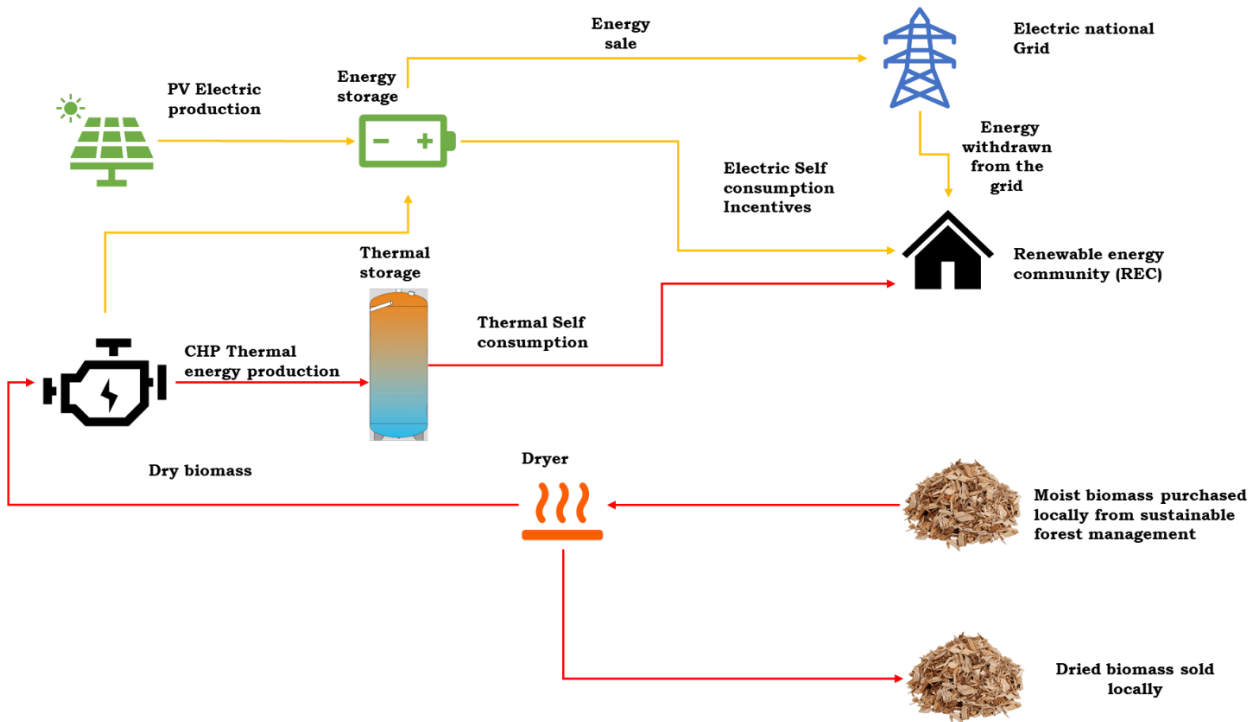 Energy
sale
Electric national
Grid
PV Electric
production
Energy
storage
Energy
withdrawn
from the
grid
Electric Self
consumption
Incentives
Thermal
storage
Renewable energy
community (REC)
Thermal Self
consumption
CHP Thermal
energy production
Dry biomass
Dryer
Moist biomass purchased
locally from sustainable
forest management
Dried biomass sold
locally